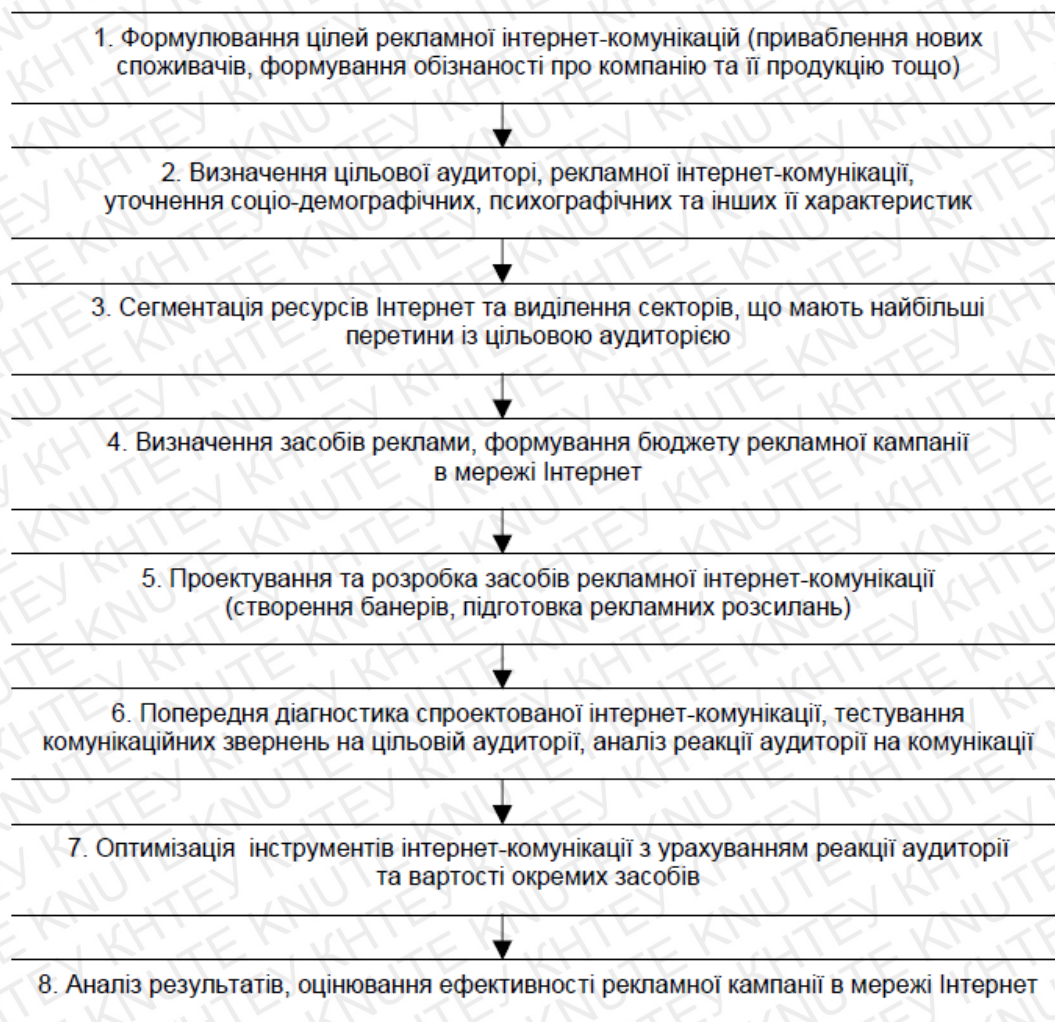 1. Формулювання цілей рекламної інтернет-комунікацій (приваблення нових
споживачів, формування обізнаності про компанію та її продукцію тощо)
2. Визначення цільової аудиторі, рекламної інтернет-комунікації,
уточнення соціо-демографічних, психографічних та інших її характеристик
3. Сегментація ресурсів Інтернет та виділення секторів, що мають найбільші
перетини із цільовою аудиторією
4. Визначення засобів реклами, формування бюджету рекламної кампанії
в мережі Інтернет
5. Проектування та розробка засобів рекламної інтернет-комунікації
(створення банерів, підготовка рекламних розсилань)
6. Попередня діагностика спроектованої інтернет-комунікації, тестування
комунікаційних звернень на цільовій аудиторії, аналіз реакції аудиторії на комунікації
7. Оптимізація інструментів інтернет-комунікації з урахуванням реакції аудиторії
та вартості окремих засобів
8. Аналіз результатів, оцінювання ефективності рекламної кампанії в мережі Інтернет